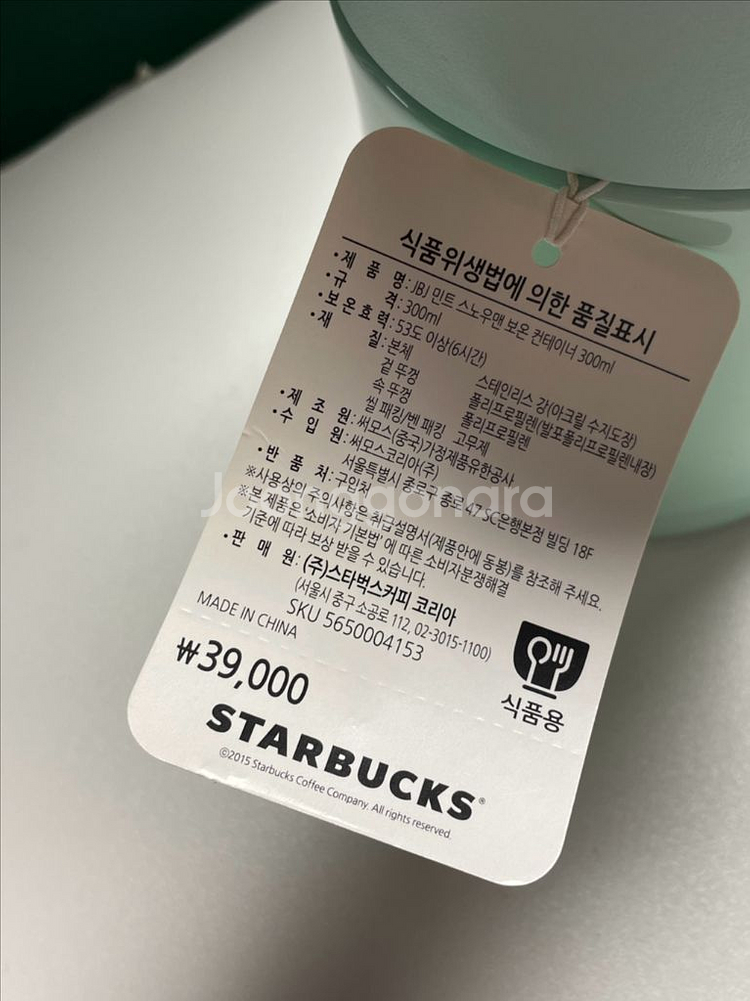 식품위생법에 의한 품질표시
•제 품 명 : JBJ 민트 스노우맨 보온 컨테이너 300ml
•규 격 : 300ml
•보온효력 : 53도 이상(6시간)
•재 질 : 본체 스테인리스 강(아크릴 수지도장)
겉 뚜껑 폴리프로필렌(발포폴리프로필렌내장)
속 뚜껑 폴리프로필렌
씰 패킹/벤 패킹 고무제
•제 조 원 : 써모스(중국)가정제품유한공사
•수 입 원 : 써모스코리아(주)
서울특별시 종로구 종로 47 SC은행본점 빌딩 18F
•반 품 처 : 구입처
※사용상의 주의사항은 취급설명서(제품안에 동봉)를 참조해 주세요.
※본 제품은 '소비자 기본법'에 따른 소비자분쟁해결
기준에 따라 보상 받을 수 있습니다.
•판 매 원 : (주)스타벅스커피 코리아
(서울시 중구 소공로 112, 02-3015-1100)
SKU 5650004153
MADE IN CHINA
₩39,000
식품용
STARBUCKS®
©2015 Starbucks Coffee Company. All rights reserved.
Joonggonara